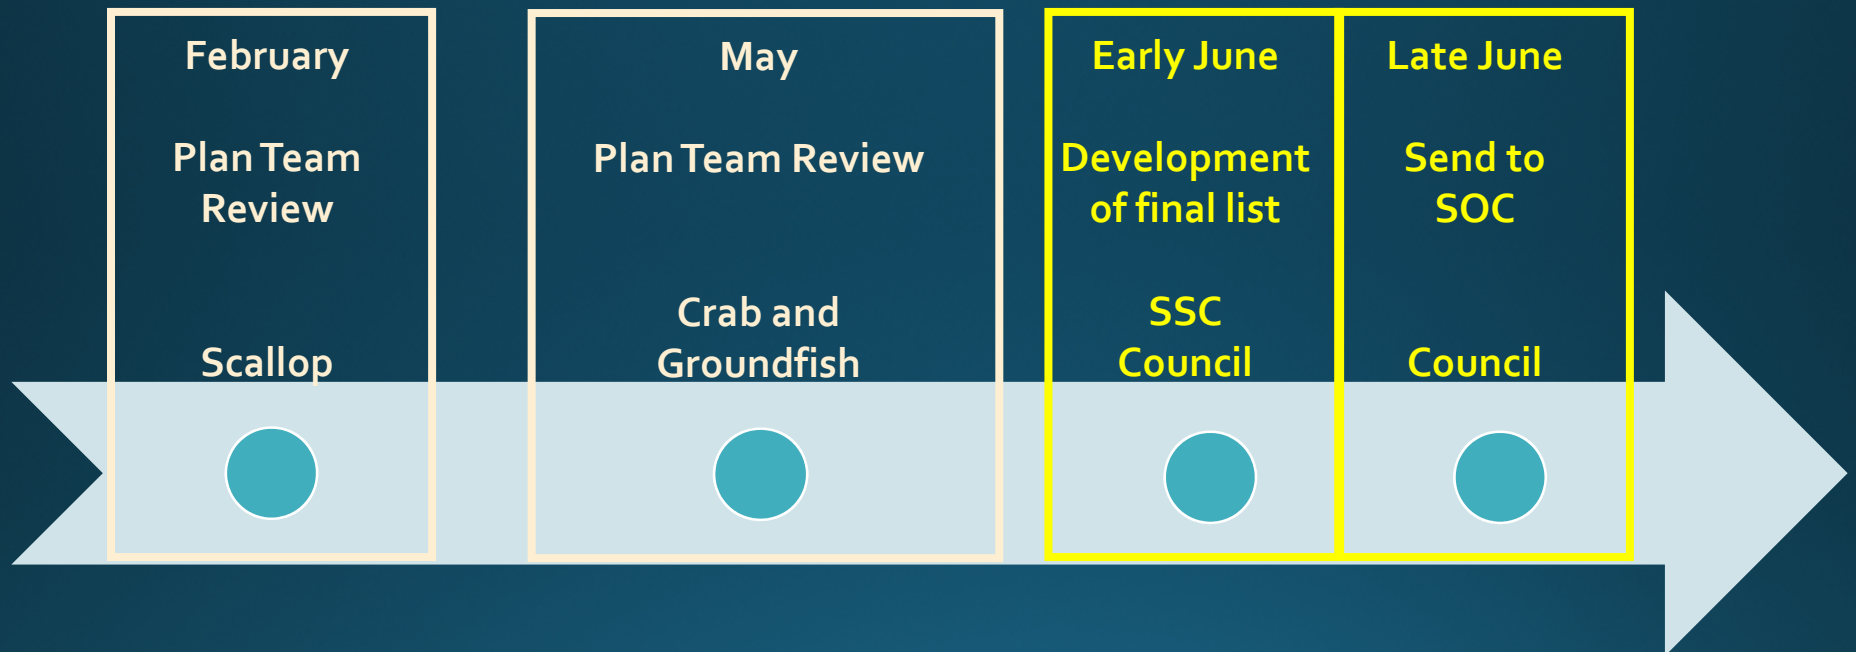 February
Plan Team
Review
Scallop
May
Plan Team Review
Crab and
Groundfish
Early June
Development
of final list
SSC
Council
Late June
Send to
SOC
Council